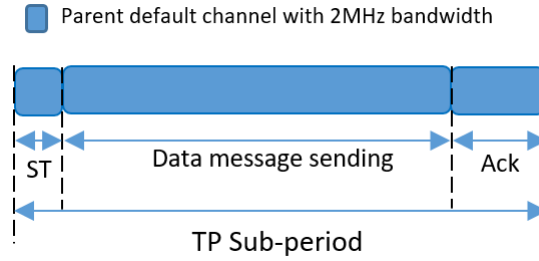 Parent default channel with 2MHz bandwidth
ST
Data message sending
Ack
TP Sub-period